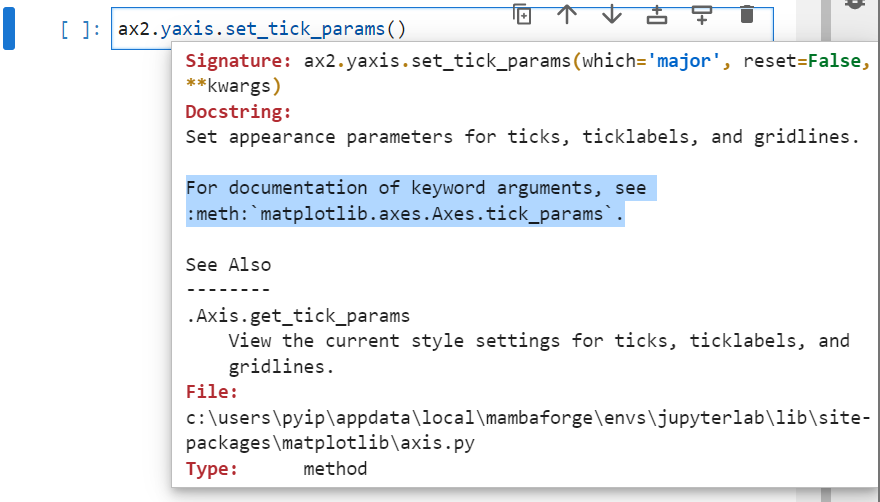 [ ]: ax2.yaxis.set_tick_params()
Signature: ax2.yaxis.set_tick_params(which='major', reset=False,
**kwargs)
Docstring:
Set appearance parameters for ticks, ticklabels, and gridlines.
For documentation of keyword arguments, see
:meth:`matplotlib.axes.Axes.tick_params`.
See Also
--------
.Axis.get_tick_params
    View the current style settings for ticks, ticklabels, and
    gridlines.
File:
c:\users\pyip\appdata\local\mambaforge\envs\jupyterlab\lib\site-
packages\matplotlib\axis.py
Type:      method